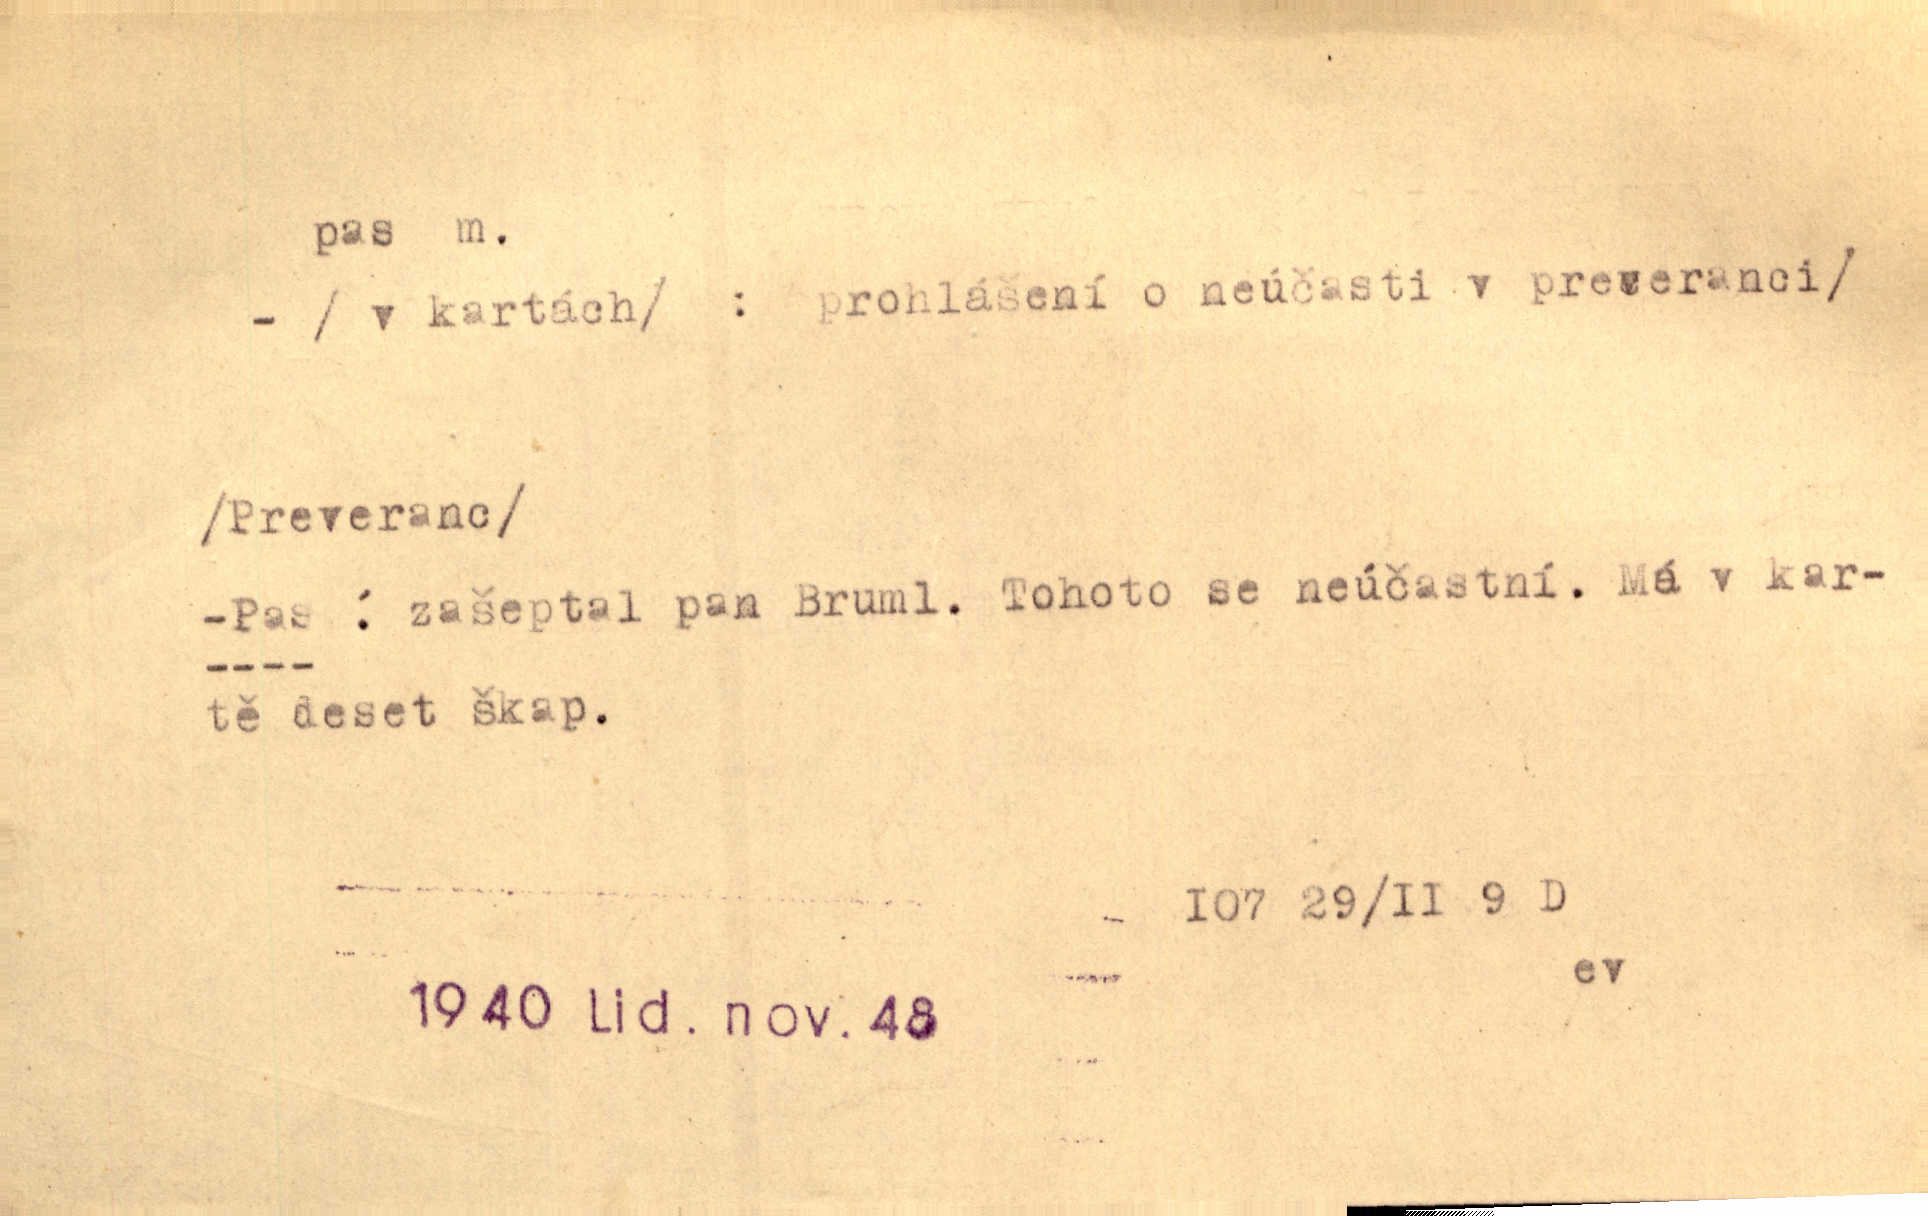 pas m.
- / v kartách/ : prohlášení o neúčasti v preveranci/
/Preveranc/
-Pas : zašeptal pan Bruml. Tohoto se neúčastní. Má v kar-
----
tě deset škap.
I07 29/II 9 D
ev
1940 Lid. nov. 48